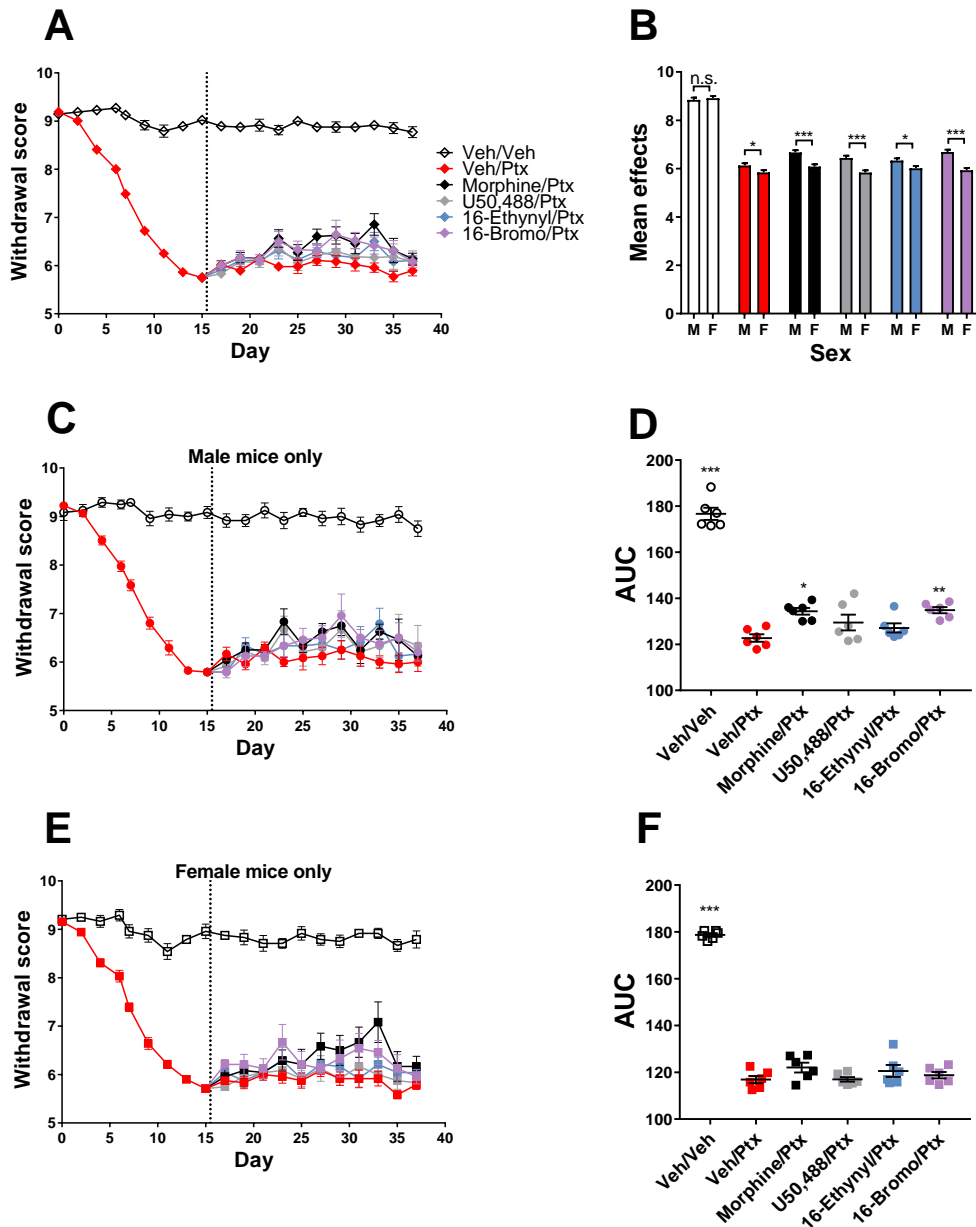 A
Withdrawal score
10
9
8
7
6
5
0 5 10 15 20 25 30 35 40
Day
Veh/Veh
Veh/Ptx
Morphine/Ptx
U50,488/Ptx
16-Ethynyl/Ptx
16-Bromo/Ptx
B
Mean effects
10
8
6
4
2
0
n.s.
* *** *** * ***
M F M F M F M F M F M F
Sex
C
Male mice only
Withdrawal score
10
9
8
7
6
5
0 5 10 15 20 25 30 35 40
Day
D
AUC
200
180
160
140
120
100
***
*
**
Veh/Veh
Veh/Ptx
Morphine/Ptx
U50,488/Ptx
16-Ethynyl/Ptx
16-Bromo/Ptx
E
Female mice only
Withdrawal score
10
9
8
7
6
5
0 5 10 15 20 25 30 35 40
Day
F
AUC
200
180
160
140
120
100
***
Veh/Veh
Veh/Ptx
Morphine/Ptx
U50,488/Ptx
16-Ethynyl/Ptx
16-Bromo/Ptx